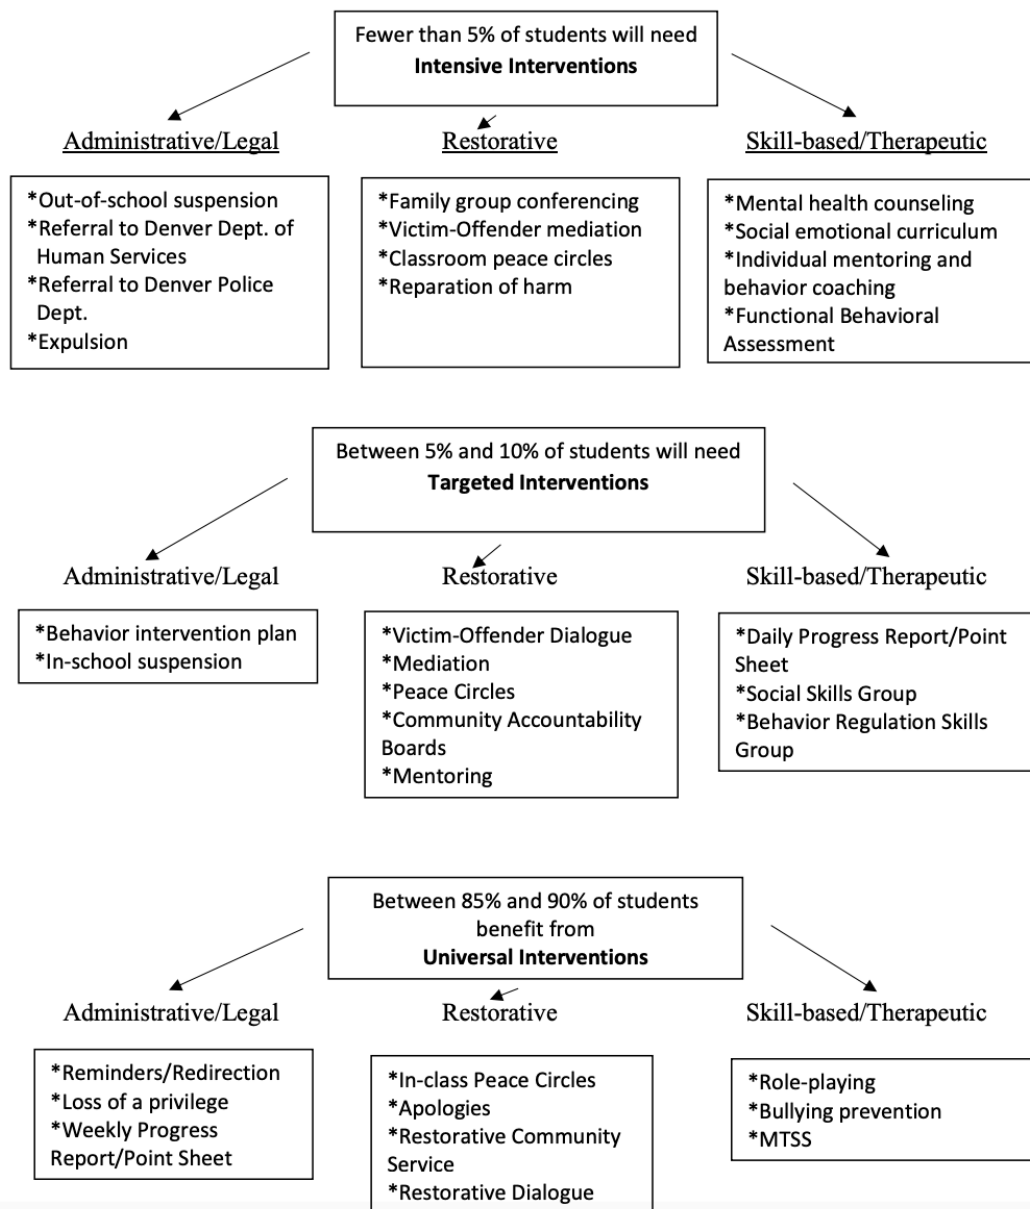 Fewer than 5% of students will need
Intensive Interventions
Administrative/Legal
Restorative
Skill-based/Therapeutic
*Out-of-school suspension
*Referral to Denver Dept. of
Human Services
*Referral to Denver Police
Dept.
*Expulsion
*Family group conferencing
*Victim-Offender mediation
*Classroom peace circles
*Reparation of harm
*Mental health counseling
*Social emotional curriculum
*Individual mentoring and
behavior coaching
*Functional Behavioral
Assessment
Between 5% and 10% of students will need
Targeted Interventions
Administrative/Legal
Restorative
Skill-based/Therapeutic
*Behavior intervention plan
*In-school suspension
*Victim-Offender Dialogue
*Mediation
*Peace Circles
*Community Accountability
Boards
*Mentoring
*Daily Progress Report/Point
Sheet
*Social Skills Group
*Behavior Regulation Skills
Group
Between 85% and 90% of students
benefit from
Universal Interventions
Administrative/Legal
Restorative
Skill-based/Therapeutic
*Reminders/Redirection
*Loss of a privilege
*Weekly Progress
Report/Point Sheet
*In-class Peace Circles
*Apologies
*Restorative Community
Service
*Restorative Dialogue
*Role-playing
*Bullying prevention
*MTSS